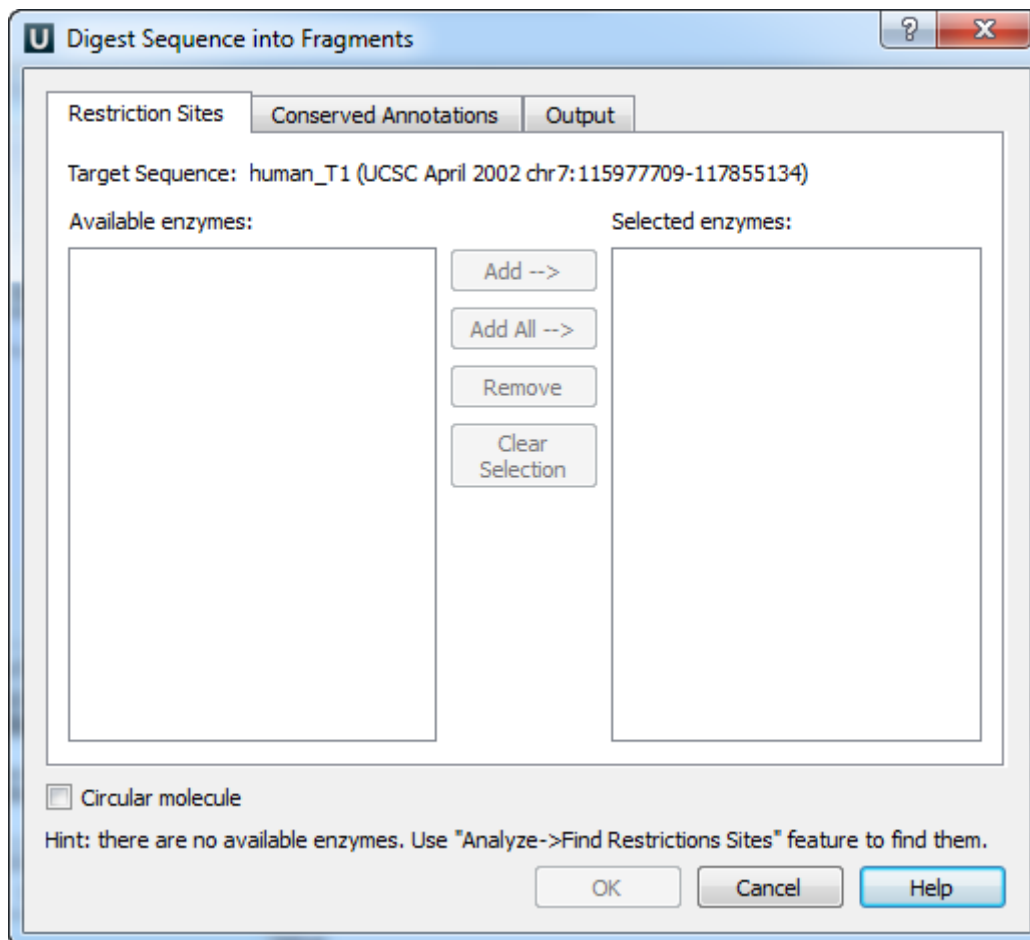 U Digest Sequence into Fragments ? X
Restriction Sites Conserved Annotations Output
Target Sequence: human_T1 (UCSC April 2002 chr7:115977709-117855134)
Available enzymes: Selected enzymes:
Add -->
Add All -->
Remove
Clear
Selection
Circular molecule
Hint: there are no available enzymes. Use "Analyze->Find Restrictions Sites" feature to find them.
OK Cancel Help